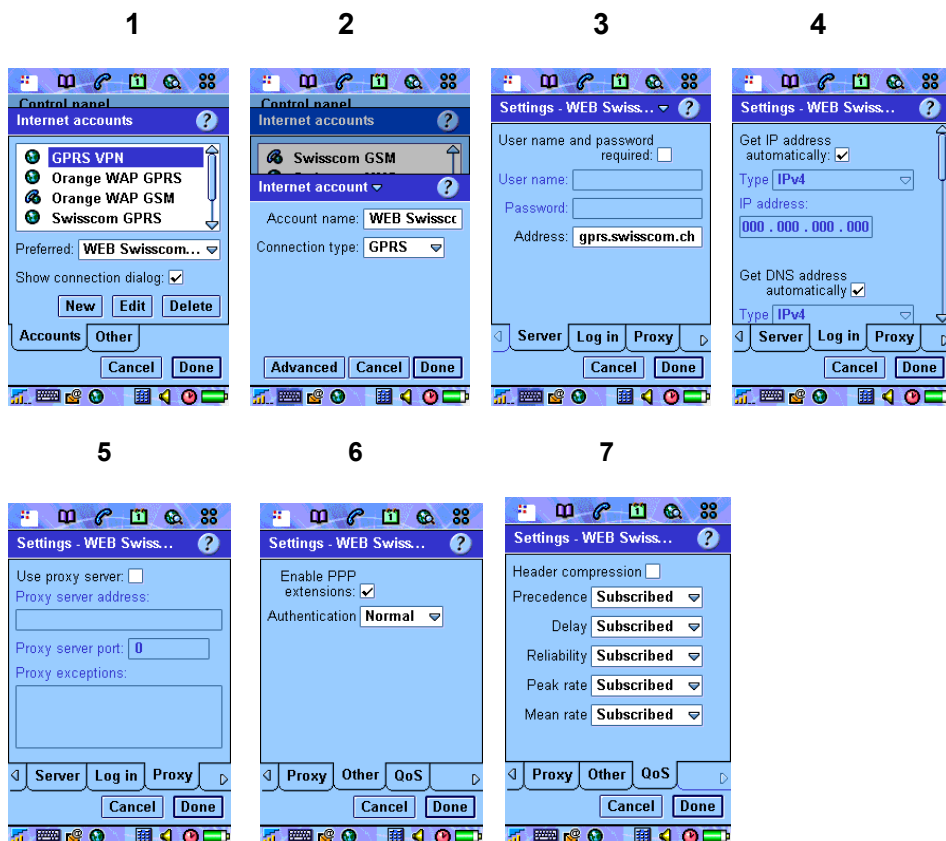 1
2
3
4
Control panel
Internet accounts
GPRS VPN
Orange WAP GPRS
Orange WAP GSM
Swisscom GPRS
Preferred: WEB Swisscom...
Show connection dialog:
New Edit Delete
Accounts Other
Cancel Done
Control panel
Internet accounts
Swisscom GSM
Internet account
Account name: WEB Swissc
Connection type: GPRS
Advanced Cancel Done
Settings - WEB Swiss...
User name and password
required:
User name:
Password:
Address: gprs.swisscom.ch
Server Log in Proxy
Cancel Done
Settings - WEB Swiss...
Get IP address
automatically:
Type IPv4
IP address:
000 . 000 . 000 . 000
Get DNS address
automatically
Type IPv4
Server Log in Proxy
Cancel Done
5
6
7
Settings - WEB Swiss...
Use proxy server:
Proxy server address:
Proxy server port: 0
Proxy exceptions:
Server Log in Proxy
Cancel Done
Settings - WEB Swiss...
Enable PPP
extensions:
Authentication Normal
Proxy Other QoS
Cancel Done
Settings - WEB Swiss...
Header compression
Precedence Subscribed
Delay Subscribed
Reliability Subscribed
Peak rate Subscribed
Mean rate Subscribed
Proxy Other QoS
Cancel Done